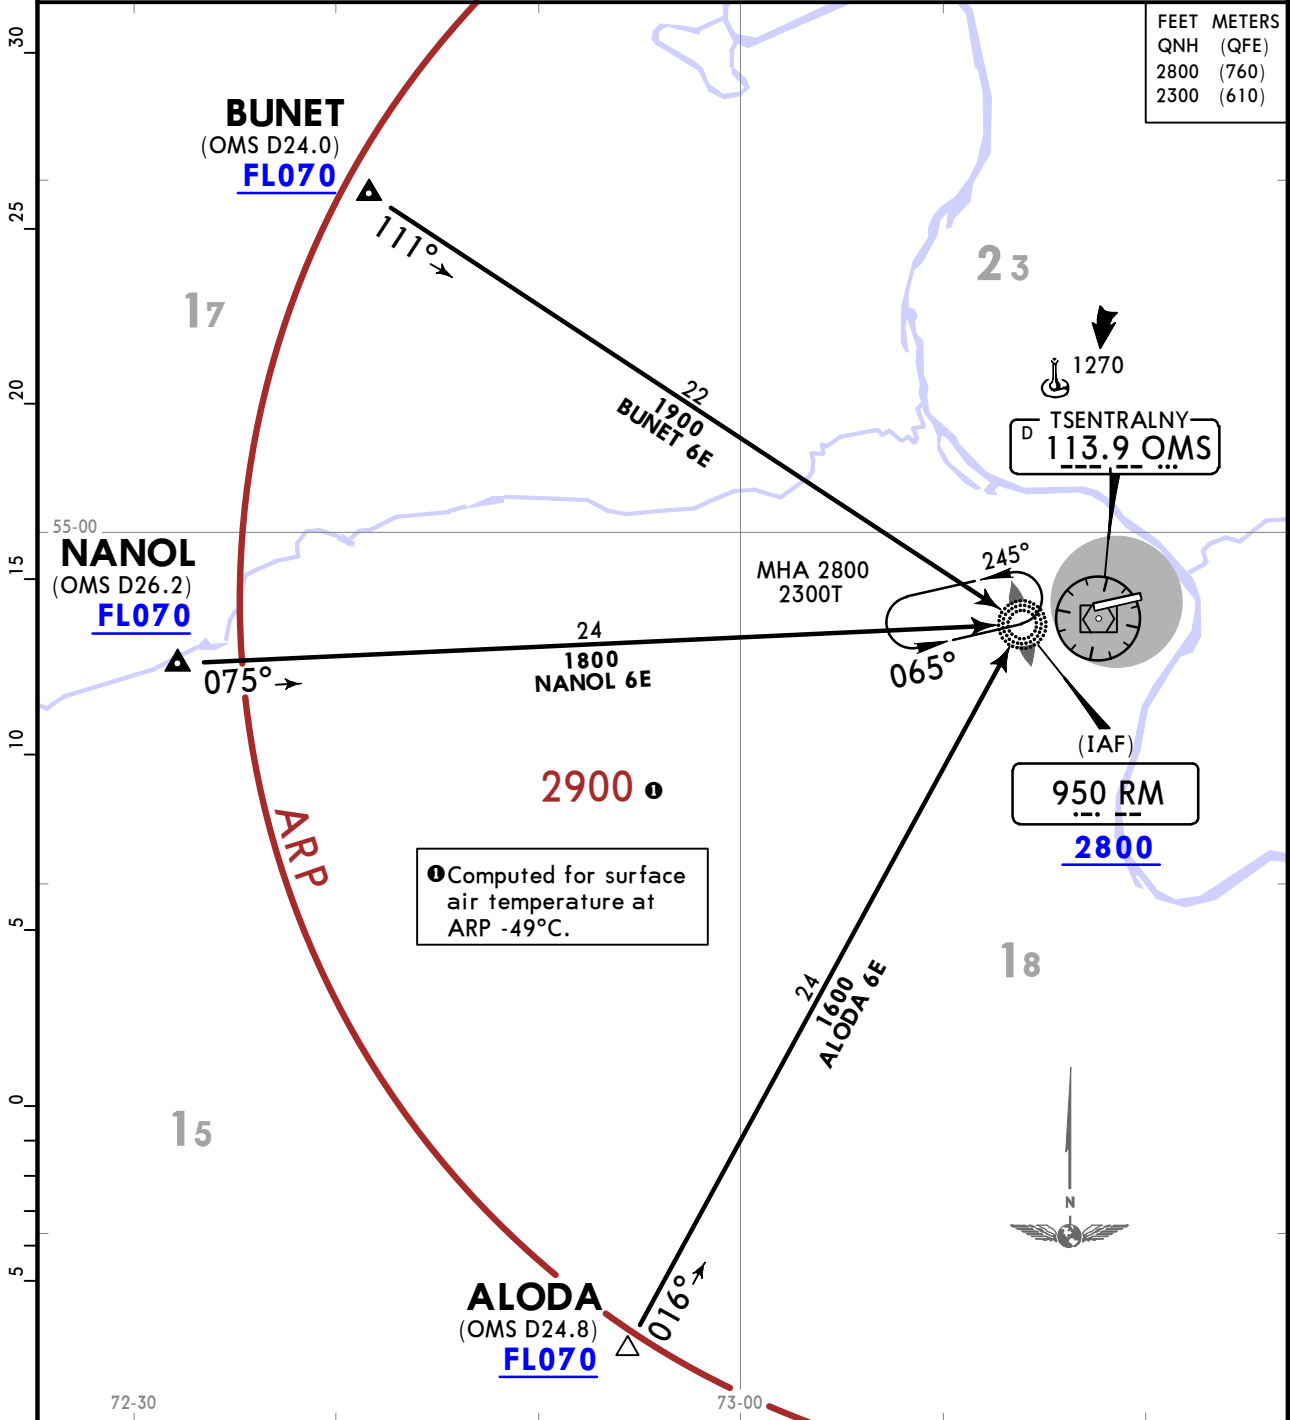 FEET METERS
QNH (QFE)
2800 (760)
2300 (610)
30
25
20
15
10
5
0
5
BUNET
(OMS D24.0)
FL070
111°
17
23
1270
22
1900
BUNET 6E
TSENTRALNY
D
113.9 OMS
55-00
NANOL
(OMS D26.2)
FL070
MHA 2800
2300T
245°
065°
24
1800
NANOL 6E
075°
(IAF)
950 RM
2800
2900 ❶
ARP
❶Computed for surface
air temperature at
ARP -49°C.
18
24
1600
ALODA 6E
15
N
ALODA
(OMS D24.8)
FL070
016°
72-30
73-00